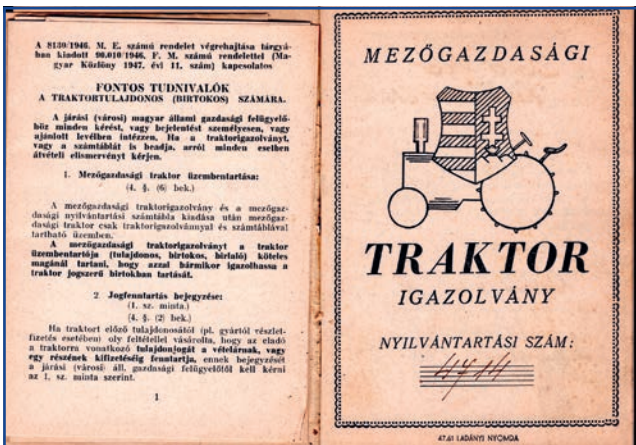 A 8130/1946. M. E. számú rendelet végrehajtása tárgyá-
ban kiadott 90.010/1946. F. M. számú rendelettel (Ma-
gyar Közlöny 1947. évi 11. szám) kapcsolatos
FONTOS TUDNIVALÓK
A TRAKTORTULAJDONOS (BIRTOKOS) SZÁMÁRA.
A járási (városi) magyar állami gazdasági felügyelő-
höz minden kérést, vagy bejelentést személyesen, vagy
ajánlott levélben intézzen. Ha a traktorigazolványt,
vagy a számtáblát is beadja, arról minden esetben
átvételi elismervényt kérjen.
1. Mezőgazdasági traktor üzembentartása:
(4. §. (6) bek.)
A mezőgazdasági traktorigazolvány és a mezőgaz-
dasági nyilvántartási számtábla kiadása után mezőgaz-
dasági traktor csak traktorigazolvánnyal és számtáblával
tartható üzemben.
A mezőgazdasági traktorigazolványt a traktor
üzembentartója (tulajdonos, birtokos, bírlaló) köteles
magánál tartani, hogy azzal bármikor igazolhassa a
traktor jogszerű birtokban tartását.
2. Jogfenntartás bejegyzése:
(1. sz. minta.)
(4. §. (2) bek.)
Ha traktort előző tulajdonosától (pl. gyártól részlet-
fizetés esetében) oly feltétellel vásárolta, hogy az eladó
a traktorra vonatkozó tulajdonjogát a vételárnak, vagy
egy részének kifizetéséig fenntartja, ennek bejegyzését
a járási (városi) áll. gazdasági felügyelőtől kell kérni
az 1. sz. minta szerint.
1
MEZŐGAZDASÁGI
TRAKTOR
IGAZOLVÁNY
NYILVÁNTARTÁSI SZÁM:
4714
47.61 LADÁNYI NYOMDA